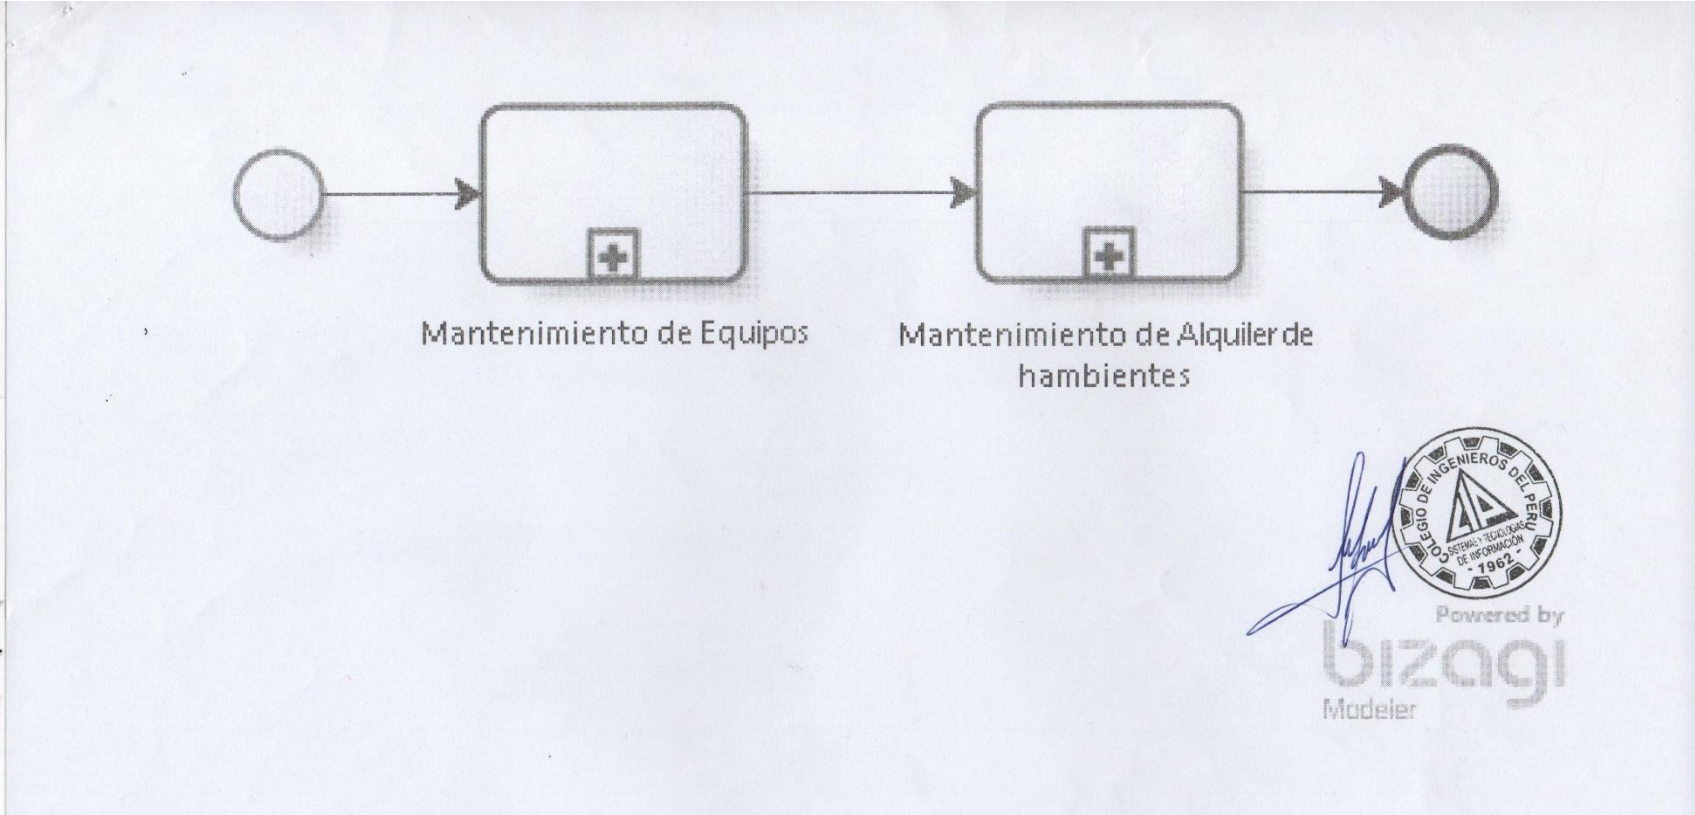 Mantenimiento de Equipos
Mantenimiento de Alquiler de
hambientes
COLEGIO DE INGENIEROS DEL PERU
SISTEMAS Y TECNOLOGIAS
DE INFORMACIÓN
- 1962 -
Powered by
bizagi
Modeler